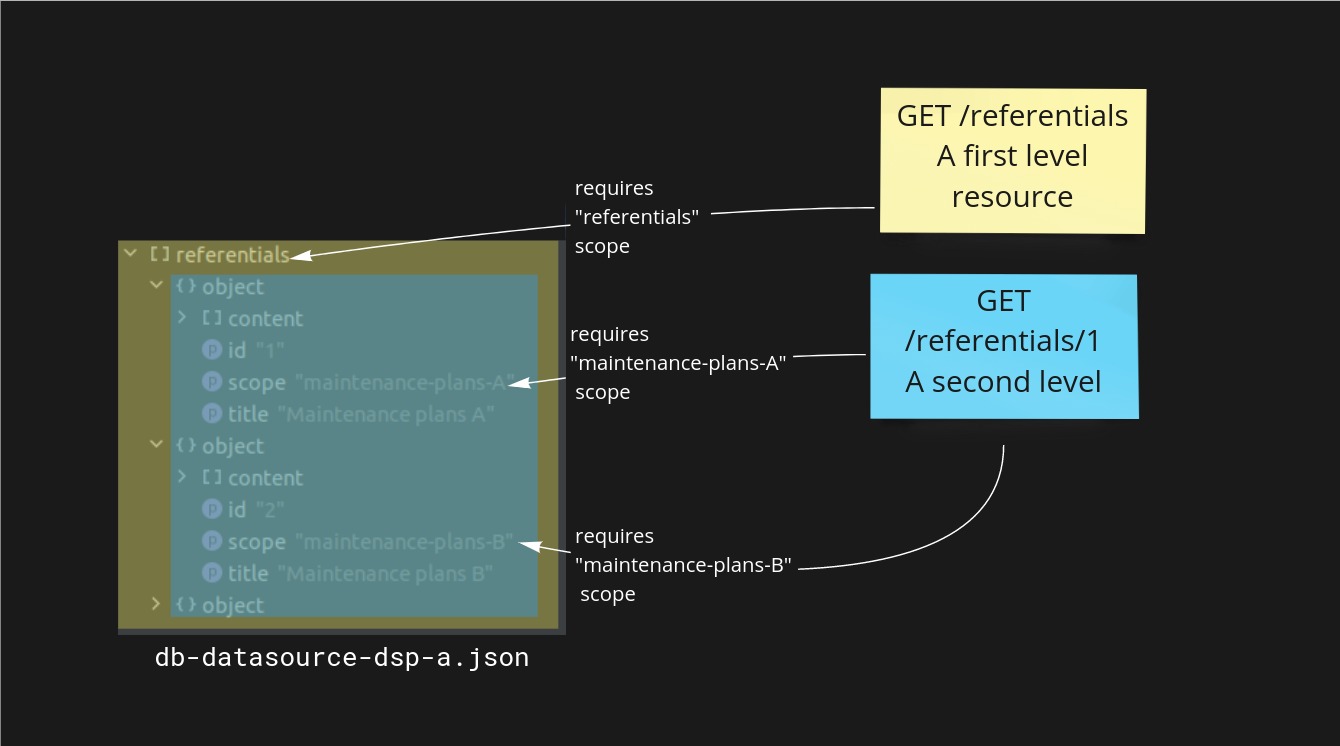 GET /referentials
A first level
resource
requires
"referentials"
scope
[] referentials
{} object
[] content
p id "1"
p scope "maintenance-plans-A"
p title "Maintenance plans A"
{} object
[] content
p id "2"
p scope "maintenance-plans-B"
p title "Maintenance plans B"
{} object
GET
/referentials/1
A second level
requires
"maintenance-plans-A"
scope
requires
"maintenance-plans-B"
scope
db-datasource-dsp-a.json